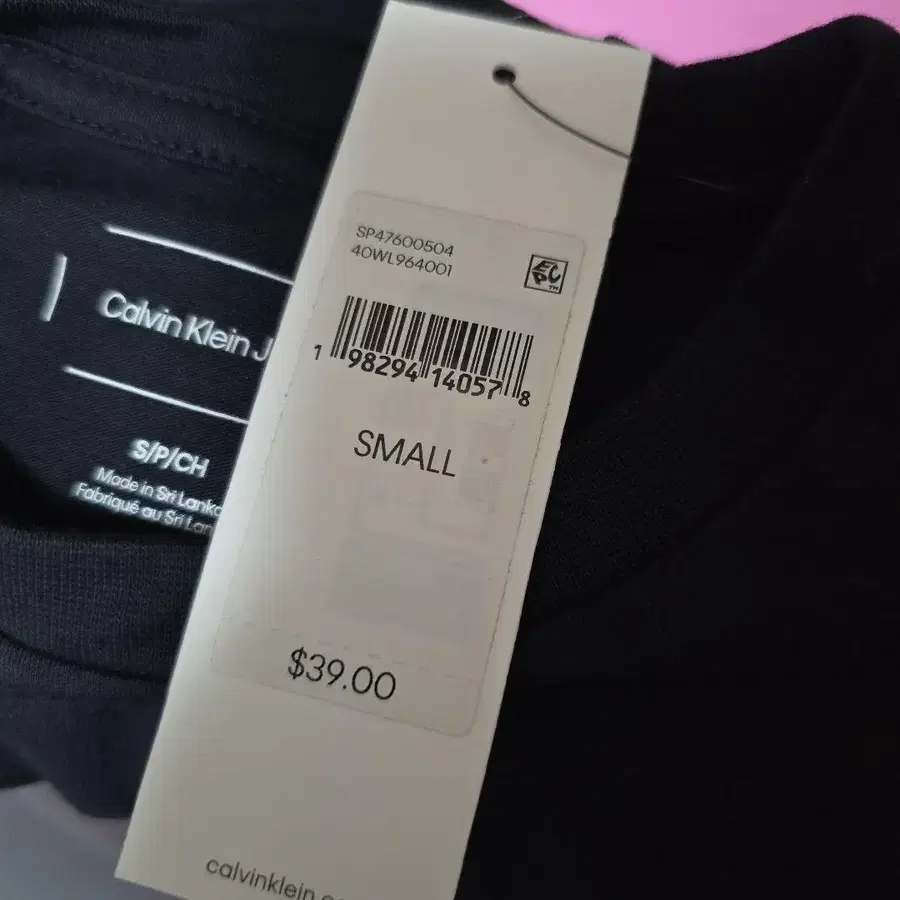 SP47600504
40WL964001
EPC™
1 98294 14057 8
SMALL
$39.00
calvinklein.
Calvin Klein J
S/P/CH
Made in Sri Lanka
Fabriqué au Sri Lan